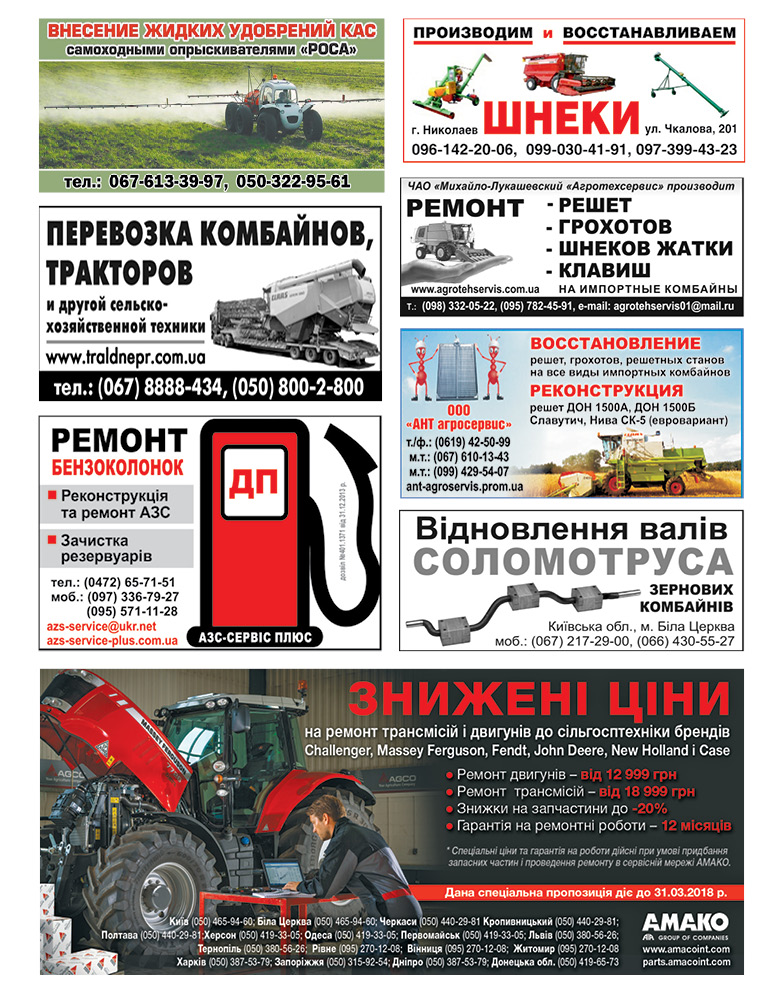 ВНЕСЕНИЕ ЖИДКИХ УДОБРЕНИЙ КАС
самоходными опрыскивателями «РОСА»
тел.: 067-613-39-97, 050-322-95-61
ПРОИЗВОДИМ и ВОССТАНАВЛИВАЕМ
г. Николаев ШНЕКИ ул. Чкалова, 201
096-142-20-06, 099-030-41-91, 097-399-43-23
ПЕРЕВОЗКА КОМБАЙНОВ,
ТРАКТОРОВ
и другой сельско-
хозяйственной техники
CLAAS
www.traldnepr.com.ua
тел.: (067) 8888-434, (050) 800-2-800
ЧАО «Михайло-Лукашевский «Агротехсервис» производит
РЕМОНТ
- РЕШЕТ
- ГРОХОТОВ
- ШНЕКОВ ЖАТКИ
- КЛАВИШ
www.agrotehservis.com.ua НА ИМПОРТНЫЕ КОМБАЙНЫ
т.: (098) 332-05-22, (095) 782-45-91, e-mail: agrotehservis01@mail.ru
ВОССТАНОВЛЕНИЕ
решет, грохотов, решетных станов
на все виды импортных комбайнов
РЕКОНСТРУКЦИЯ
решет ДОН 1500А, ДОН 1500Б
Славутич, Нива СК-5 (евровариант)
ООО
«АНТ агросервис»
т./ф.: (0619) 42-50-99
м.т.: (067) 610-13-43
м.т.: (099) 429-54-07
ant-agroservis.prom.ua
РЕМОНТ
БЕНЗОКОЛОНОК
Реконструкція
та ремонт АЗС
Зачистка
резервуарів
тел.: (0472) 65-71-51
моб.: (097) 336-79-27
(095) 571-11-28
azs-service@ukr.net
azs-service-plus.com.ua
ДП
АЗС-СЕРВІС ПЛЮС
дозвіл №401.1371 від 31.12.2013 р.
Відновлення валів
СОЛОМОТРУСА
ЗЕРНОВИХ
КОМБАЙНІВ
Київська обл., м. Біла Церква
моб.: (067) 217-29-00, (066) 430-55-27
ЗНИЖЕНІ ЦІНИ
на ремонт трансмісій і двигунів до сільгосптехніки брендів
Challenger, Massey Ferguson, Fendt, John Deere, New Holland і Case
MASSEY FERGUSON
AGCO
AGCO
• Ремонт двигунів – від 12 999 грн
• Ремонт трансмісій – від 18 999 грн
• Знижки на запчастини до -20%
• Гарантія на ремонтні роботи – 12 місяців
* Спеціальні ціни та гарантія на роботи дійсні при умові придбання
запасних частин і проведення ремонту в сервісній мережі АМАКО.
Дана спеціальна пропозиція діє до 31.03.2018 р.
Київ (050) 465-94-60; Біла Церква (050) 465-94-60; Черкаси (050) 440-29-81 Кропивницький (050) 440-29-81;
Полтава (050) 440-29-81;Херсон (050) 419-33-05; Одеса (050) 419-33-05; Первомайськ (050) 419-33-05; Львів (050) 380-56-26;
Тернопіль (050) 380-56-26; Рівне (095) 270-12-08; Вінниця (095) 270-12-08; Житомир (095) 270-12-08
Харків (050) 387-53-79; Запоріжжя (050) 315-92-54; Дніпро (050) 387-53-79; Донецька обл. (050) 419-65-73
AMAKO
GROUP OF COMPANIES
www.amacoint.com
parts.amacoint.com